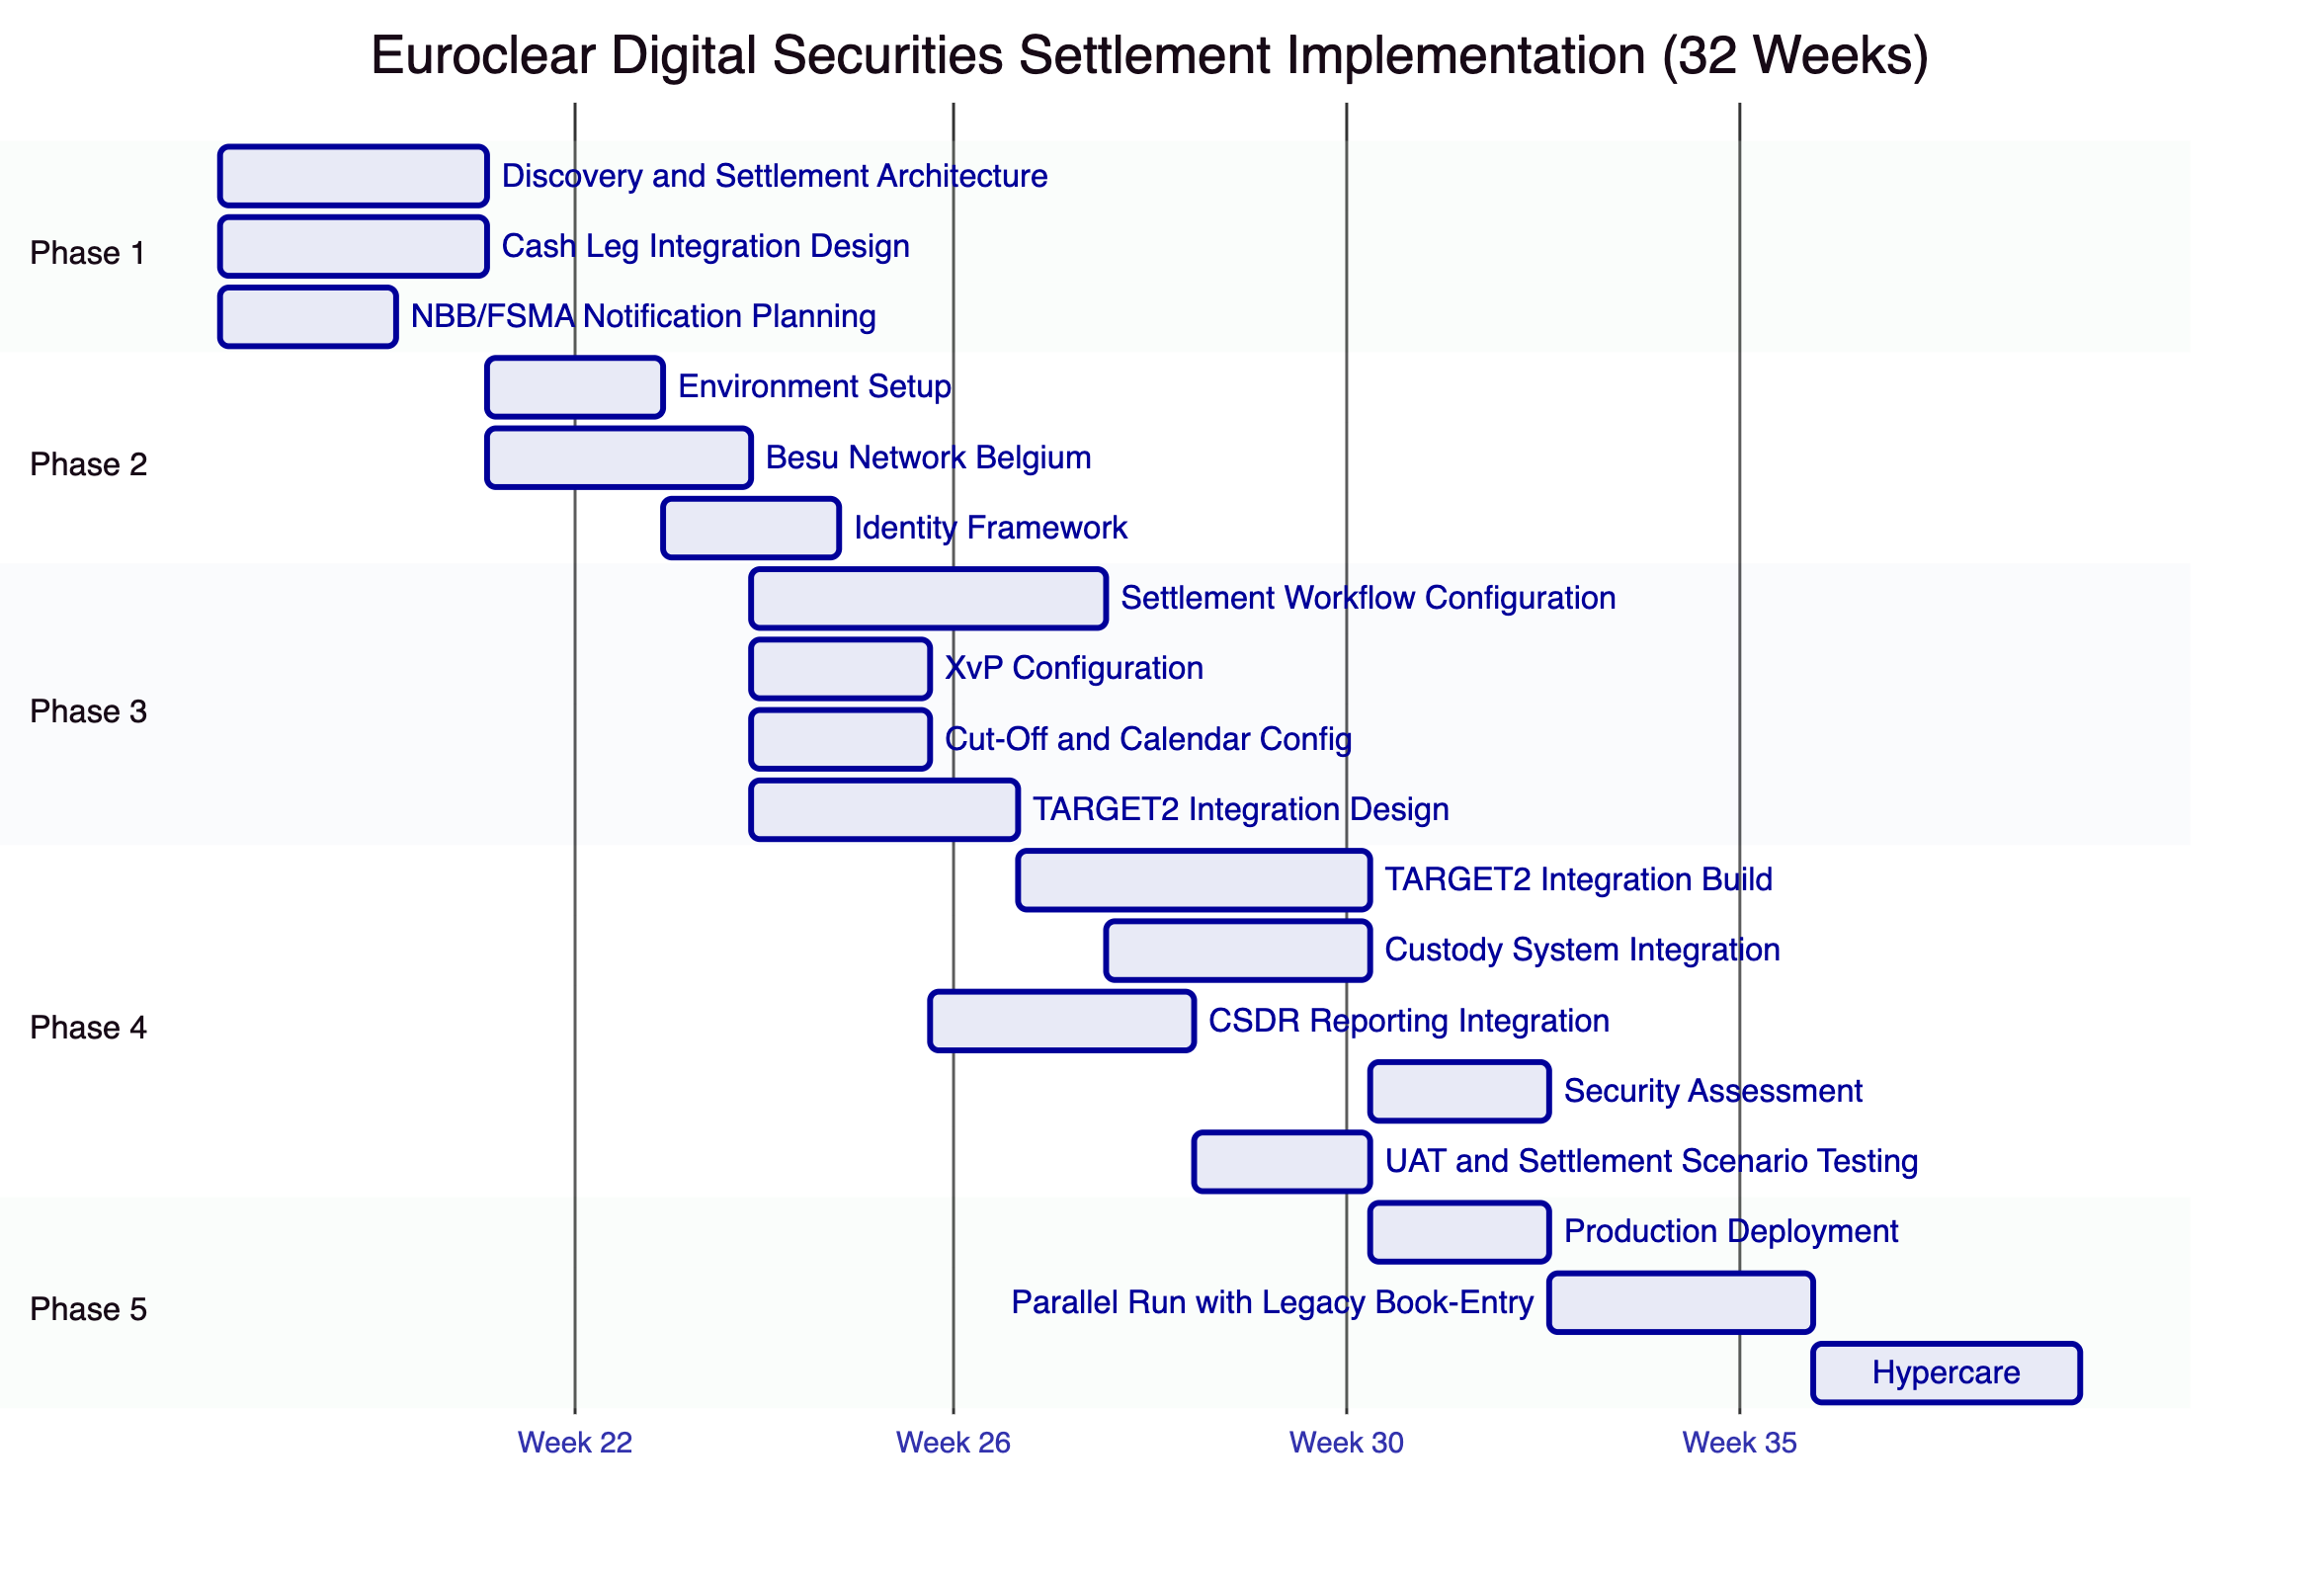 Euroclear Digital Securities Settlement Implementation (32 Weeks)
Phase 1
Discovery and Settlement Architecture
Cash Leg Integration Design
NBB/FSMA Notification Planning
Phase 2
Environment Setup
Besu Network Belgium
Identity Framework
Phase 3
Settlement Workflow Configuration
XvP Configuration
Cut-Off and Calendar Config
TARGET2 Integration Design
Phase 4
TARGET2 Integration Build
Custody System Integration
CSDR Reporting Integration
Security Assessment
UAT and Settlement Scenario Testing
Phase 5
Production Deployment
Parallel Run with Legacy Book-Entry
Hypercare
Week 22
Week 26
Week 30
Week 35